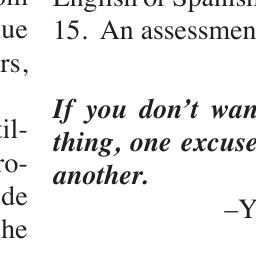 ue
rs,
til-
ro-
de
he
English or Spanish
15. An assessmen
If you don't wan
thing, one excuse
another.
–Y